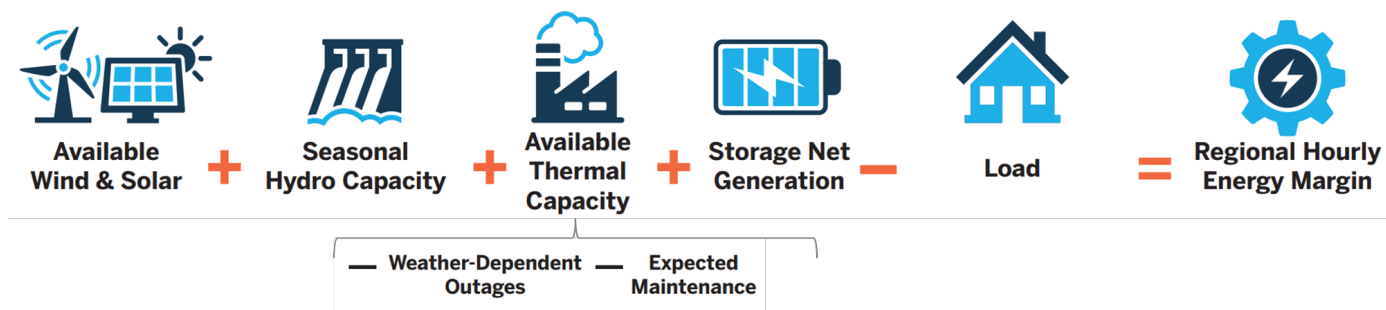 Available
Wind & Solar
+
Seasonal
Hydro Capacity
+
Available
Thermal
Capacity
+
Storage Net
Generation
—
Load
=
Regional Hourly
Energy Margin
— Weather-Dependent
Outages
— Expected
Maintenance